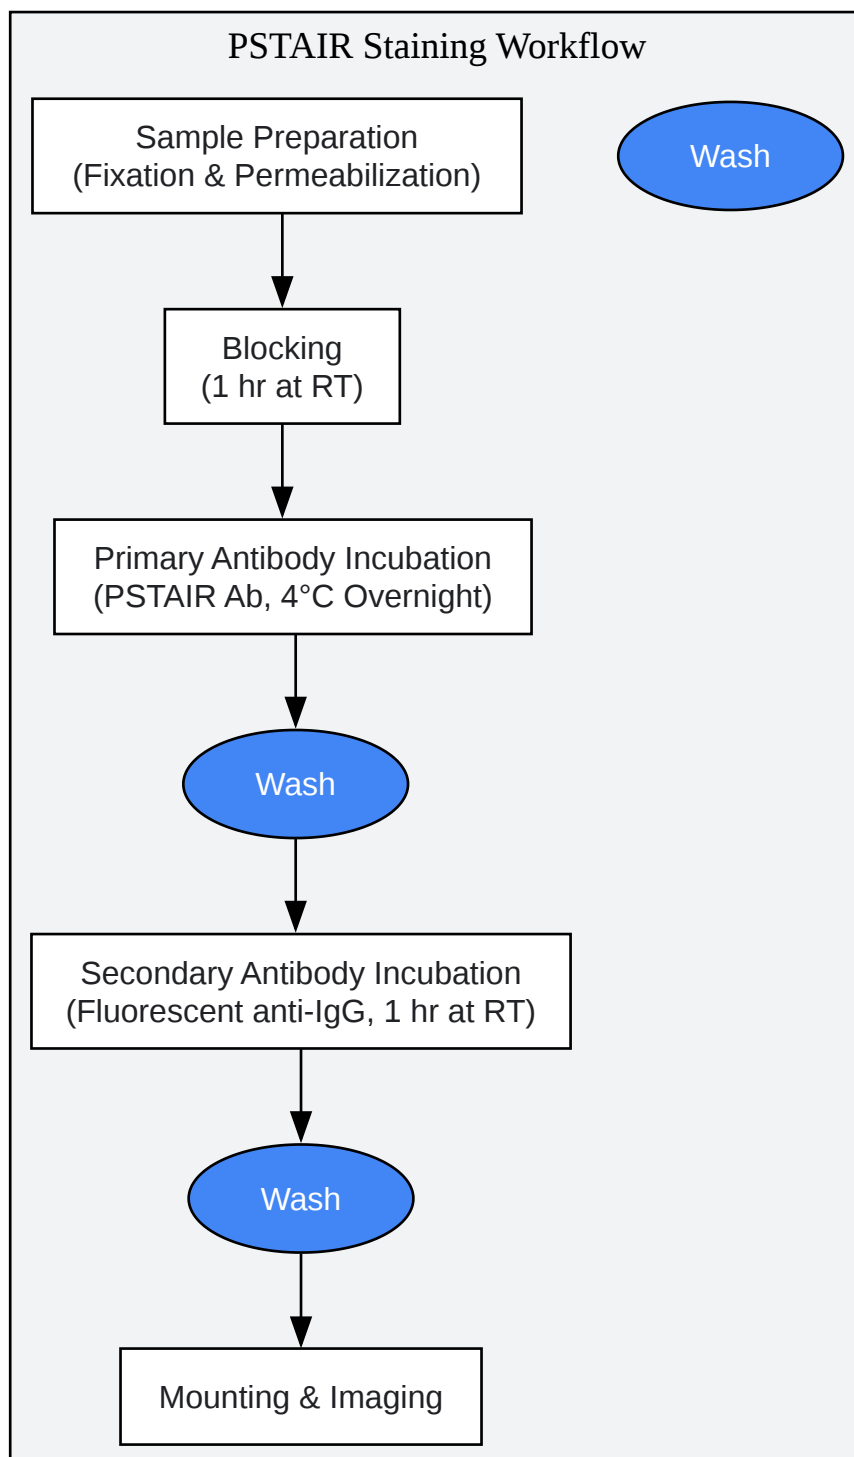 PSTAIR Staining Workflow
Sample Preparation
(Fixation & Permeabilization)
Wash
Blocking
(1 hr at RT)
Primary Antibody Incubation
(PSTAIR Ab, 4°C Overnight)
Wash
Secondary Antibody Incubation
(Fluorescent anti-IgG, 1 hr at RT)
Wash
Mounting & Imaging